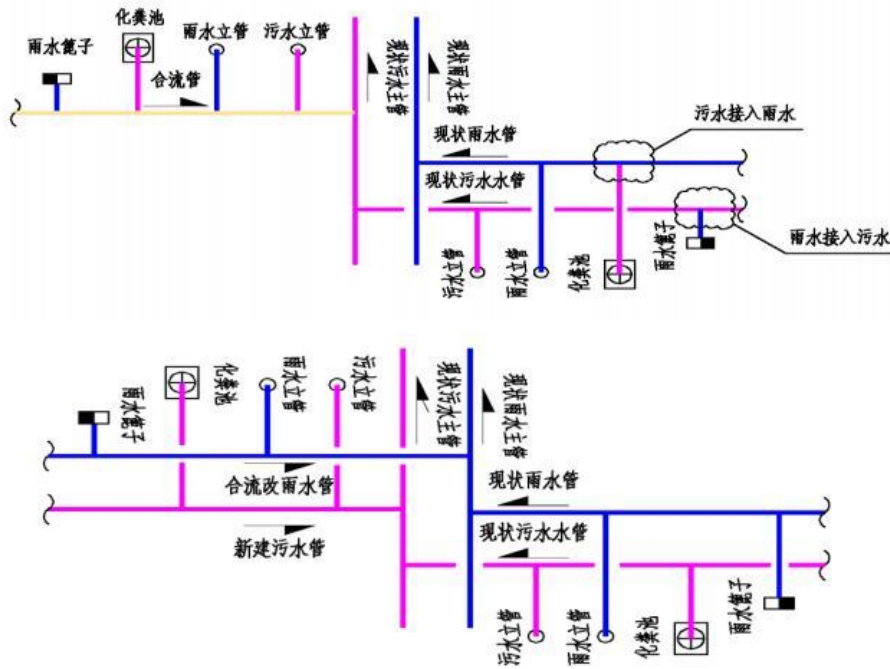 化粪池
雨水立管
污水立管
雨水篦子
合流管
现状污水主管
现状雨水主管
污水接入雨水
现状雨水管
现状污水水管
雨水接入污水
污水立管
雨水立管
化粪池
雨水篦子
雨水篦子
化粪池
雨水立管
污水立管
现状污水主管
现状雨水主管
合流改雨水管
现状雨水管
新建污水管
现状污水水管
污水立管
雨水立管
化粪池
雨水篦子